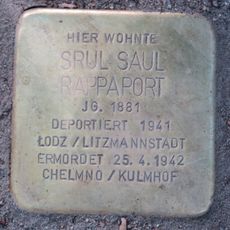 HIER WOHNTE
SRUL SAUL
RAPPAPORT
JG. 1881
DEPORTIERT 1941
ŁODZ / LITZMANNSTADT
ERMORDET 25.4.1942
CHELMNO / KULMHOF